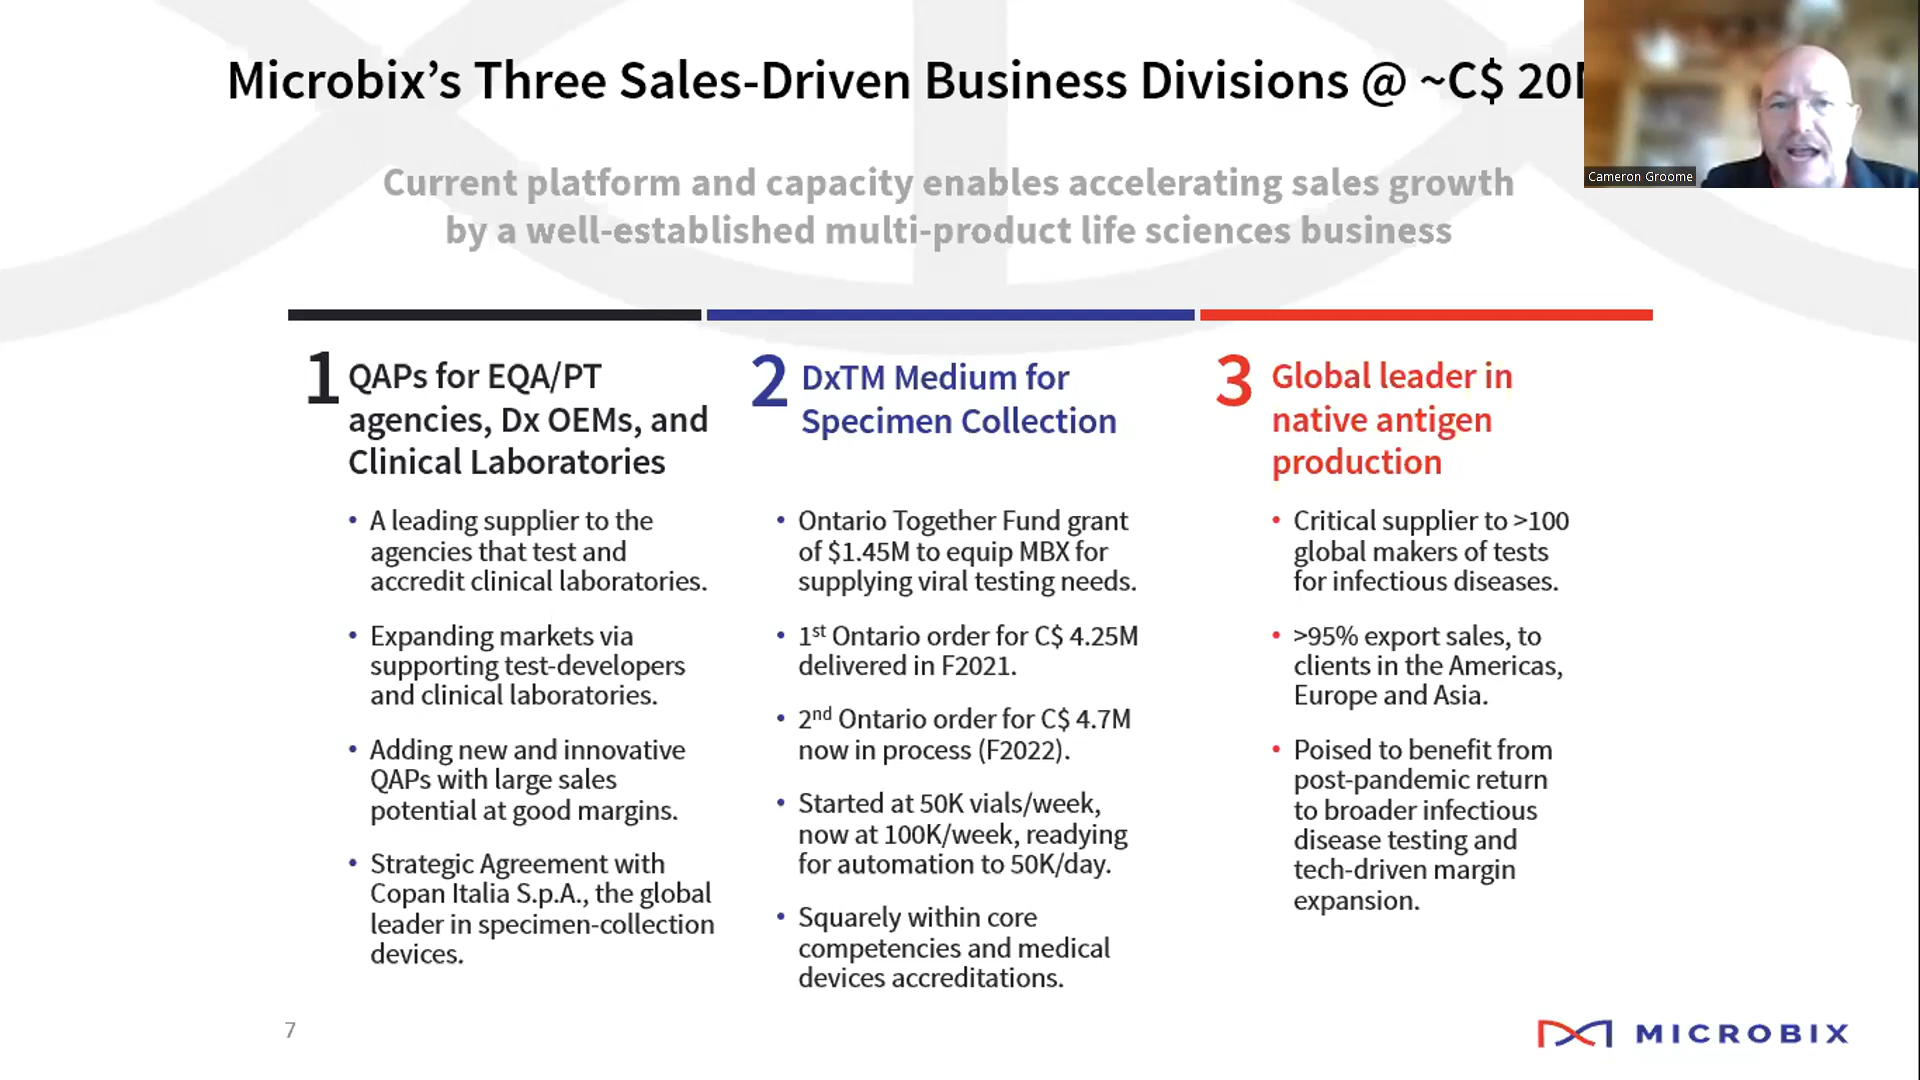 Microbix’s Three Sales-Driven Business Divisions @ ~C$ 20
Cameron Groome
Current platform and capacity enables accelerating sales growth
by a well-established multi-product life sciences business
1 QAPs for EQA/PT
agencies, Dx OEMs, and
Clinical Laboratories
• A leading supplier to the
agencies that test and
accredit clinical laboratories.
• Expanding markets via
supporting test-developers
and clinical laboratories.
• Adding new and innovative
QAPs with large sales
potential at good margins.
• Strategic Agreement with
Copan Italia S.p.A., the global
leader in specimen-collection
devices.
2 DxTM Medium for
Specimen Collection
• Ontario Together Fund grant
of $1.45M to equip MBX for
supplying viral testing needs.
• 1st Ontario order for C$ 4.25M
delivered in F2021.
• 2nd Ontario order for C$ 4.7M
now in process (F2022).
• Started at 50K vials/week,
now at 100K/week, readying
for automation to 50K/day.
• Squarely within core
competencies and medical
devices accreditations.
3 Global leader in
native antigen
production
• Critical supplier to >100
global makers of tests
for infectious diseases.
• >95% export sales, to
clients in the Americas,
Europe and Asia.
• Poised to benefit from
post-pandemic return
to broader infectious
disease testing and
tech-driven margin
expansion.
7
MICROBIX